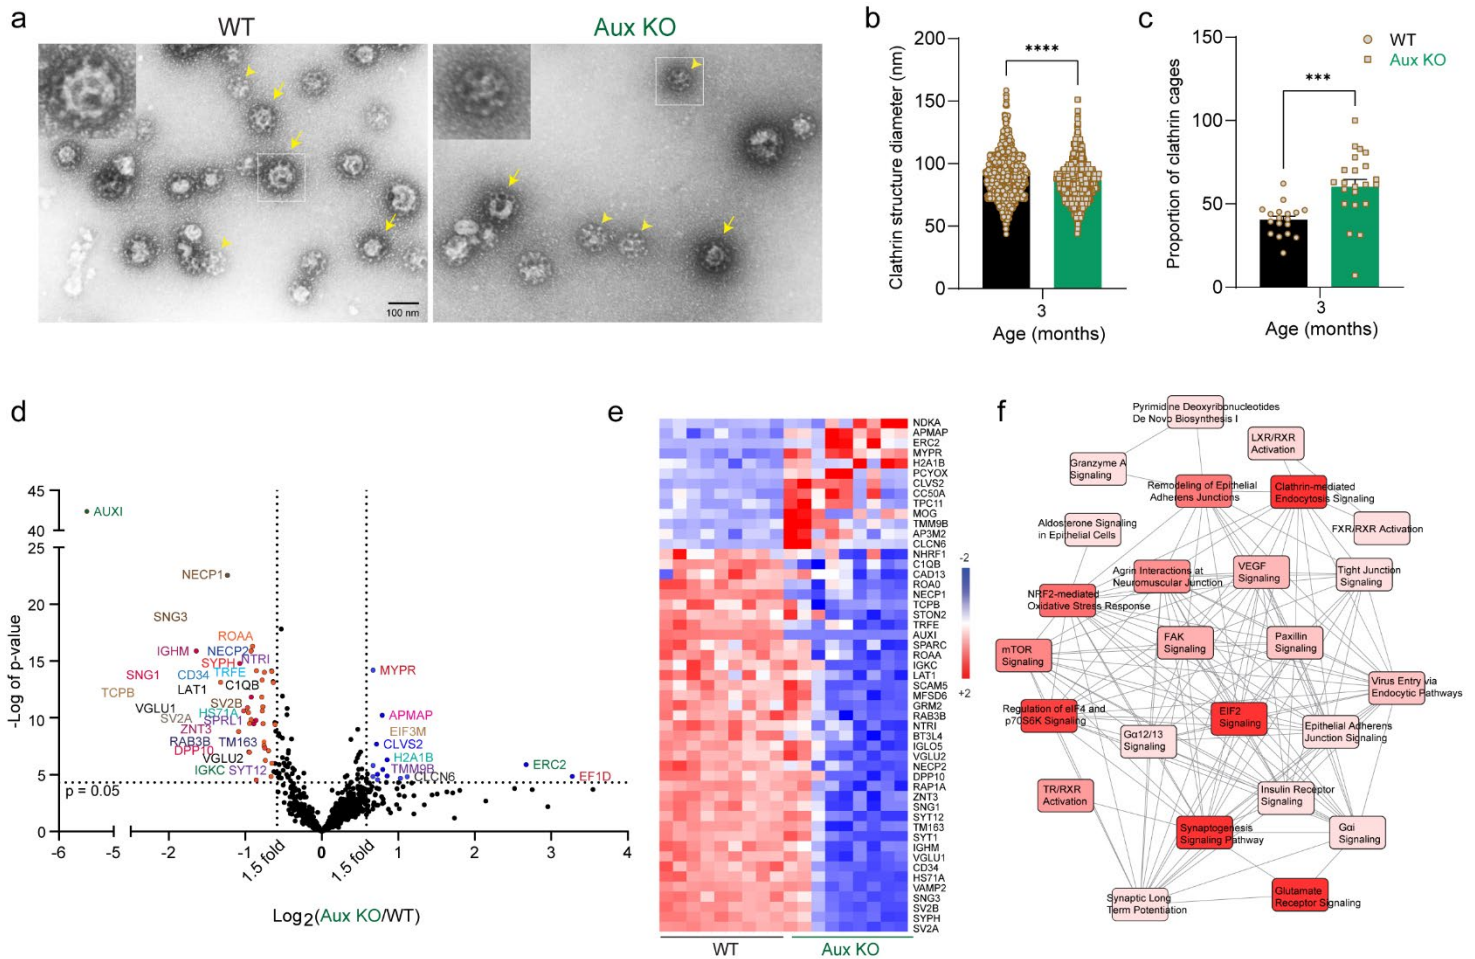 a
WT
Aux KO
100 nm
b
Clathrin structure diameter (nm)
200
150
100
50
0
****
3
Age (months)
c
Proportion of clathrin cages
150
100
50
0
***
WT
Aux KO
3
Age (months)
d
-Log of p-value
45
40
25
20
15
10
5
0
AUXI
NECP1
SNG3
ROAA
IGHM
NECP2
SYPH
NTRI
SNG1
CD34
TRFE
TCPB
LAT1
C1QB
VGLU1
SV2B
HS71A
SV2A
SPRL1
ZNT3
RAB3B
TM163
DPP10
VGLU2
IGKC
SYT12
MYPR
APMAP
EIF3M
CLVS2
H2A1B
TMM9B
CLCN6
ERC2
EF1D
p = 0.05
-6
-5
-2
-1
0
1
2
3
4
1.5 fold
1.5 fold
Log2(Aux KO/WT)
e
NDKA
APMAP
ERC2
MYPR
H2A1B
PCYOX
CLVS2
CC50A
TPC11
MOG
TMM9B
AP3M2
CLCN6
NHRF1
C1QB
CAD13
ROA0
NECP1
TCPB
STON2
TRFE
AUXI
SPARC
ROAA
IGKC
LAT1
SCAM5
MFSD6
GRM2
RAB3B
NTRI
BT3L4
IGLO5
VGLU2
NECP2
DPP10
RAP1A
ZNT3
SNG1
SYT12
TM163
SYT1
IGHM
VGLU1
CD34
HS71A
VAMP2
SNG3
SV2B
SYPH
SV2A
WT
Aux KO
-2
+2
f
Pyrimidine Deoxyribonucleotides
De Novo Biosynthesis I
LXR/RXR
Activation
Granzyme A
Signaling
Remodeling of Epithelial
Adherens Junctions
Clathrin-mediated
Endocytosis Signaling
Aldosterone Signaling
in Epithelial Cells
FXR/RXR Activation
Agrin Interactions at
Neuromuscular Junction
VEGF
Signaling
Tight Junction
Signaling
NRF2-mediated
Oxidative Stress Response
FAK
Signaling
Paxillin
Signaling
mTOR
Signaling
Virus Entry via
Endocytic Pathways
Regulation of eIF4 and
p70S6K Signaling
EIF2
Signaling
Epithelial Adherens
Junction Signaling
Gα12/13
Signaling
TR/RXR
Activation
Insulin Receptor
Signaling
Synaptogenesis
Signaling Pathway
Gαi
Signaling
Synaptic Long
Term Potentiation
Glutamate
Receptor Signaling